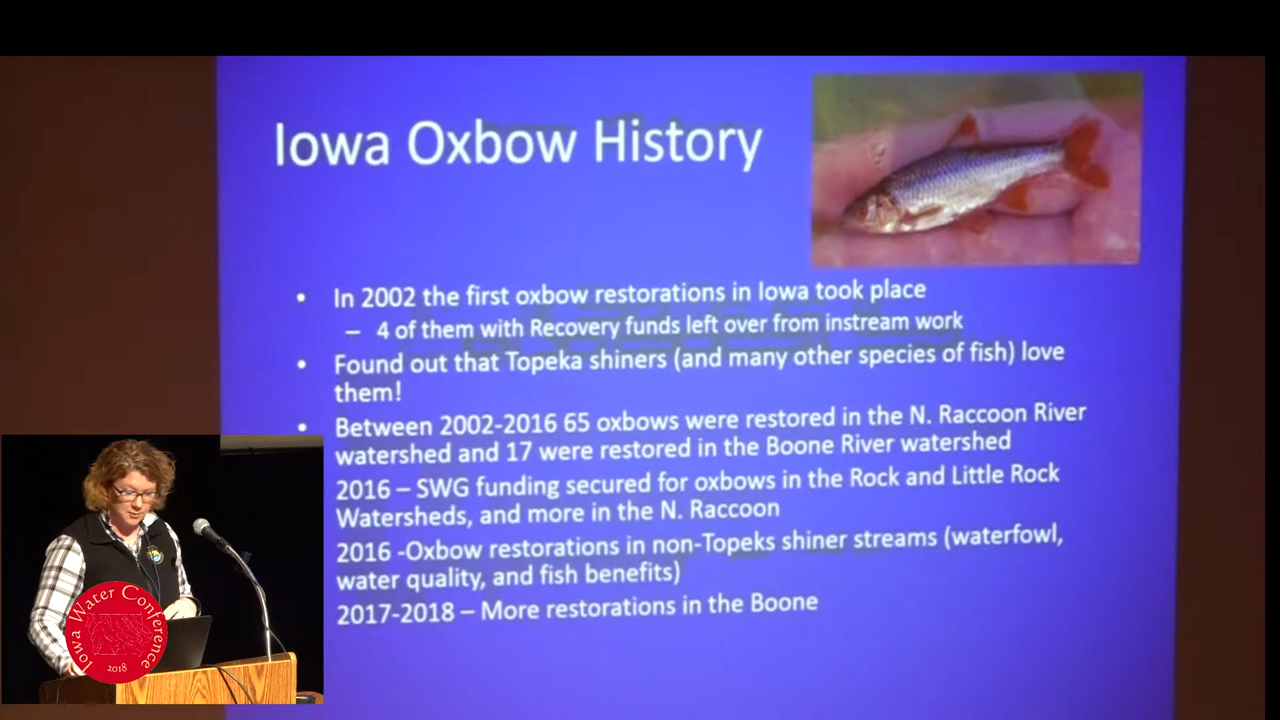 Iowa Oxbow History
• In 2002 the first oxbow restorations in Iowa took place
– 4 of them with Recovery funds left over from instream work
• Found out that Topeka shiners (and many other species of fish) love
them!
• Between 2002-2016 65 oxbows were restored in the N. Raccoon River
watershed and 17 were restored in the Boone River watershed
2016 – SWG funding secured for oxbows in the Rock and Little Rock
Watersheds, and more in the N. Raccoon
2016 -Oxbow restorations in non-Topeks shiner streams (waterfowl,
water quality, and fish benefits)
2017-2018 – More restorations in the Boone
Iowa Water Conference
2018